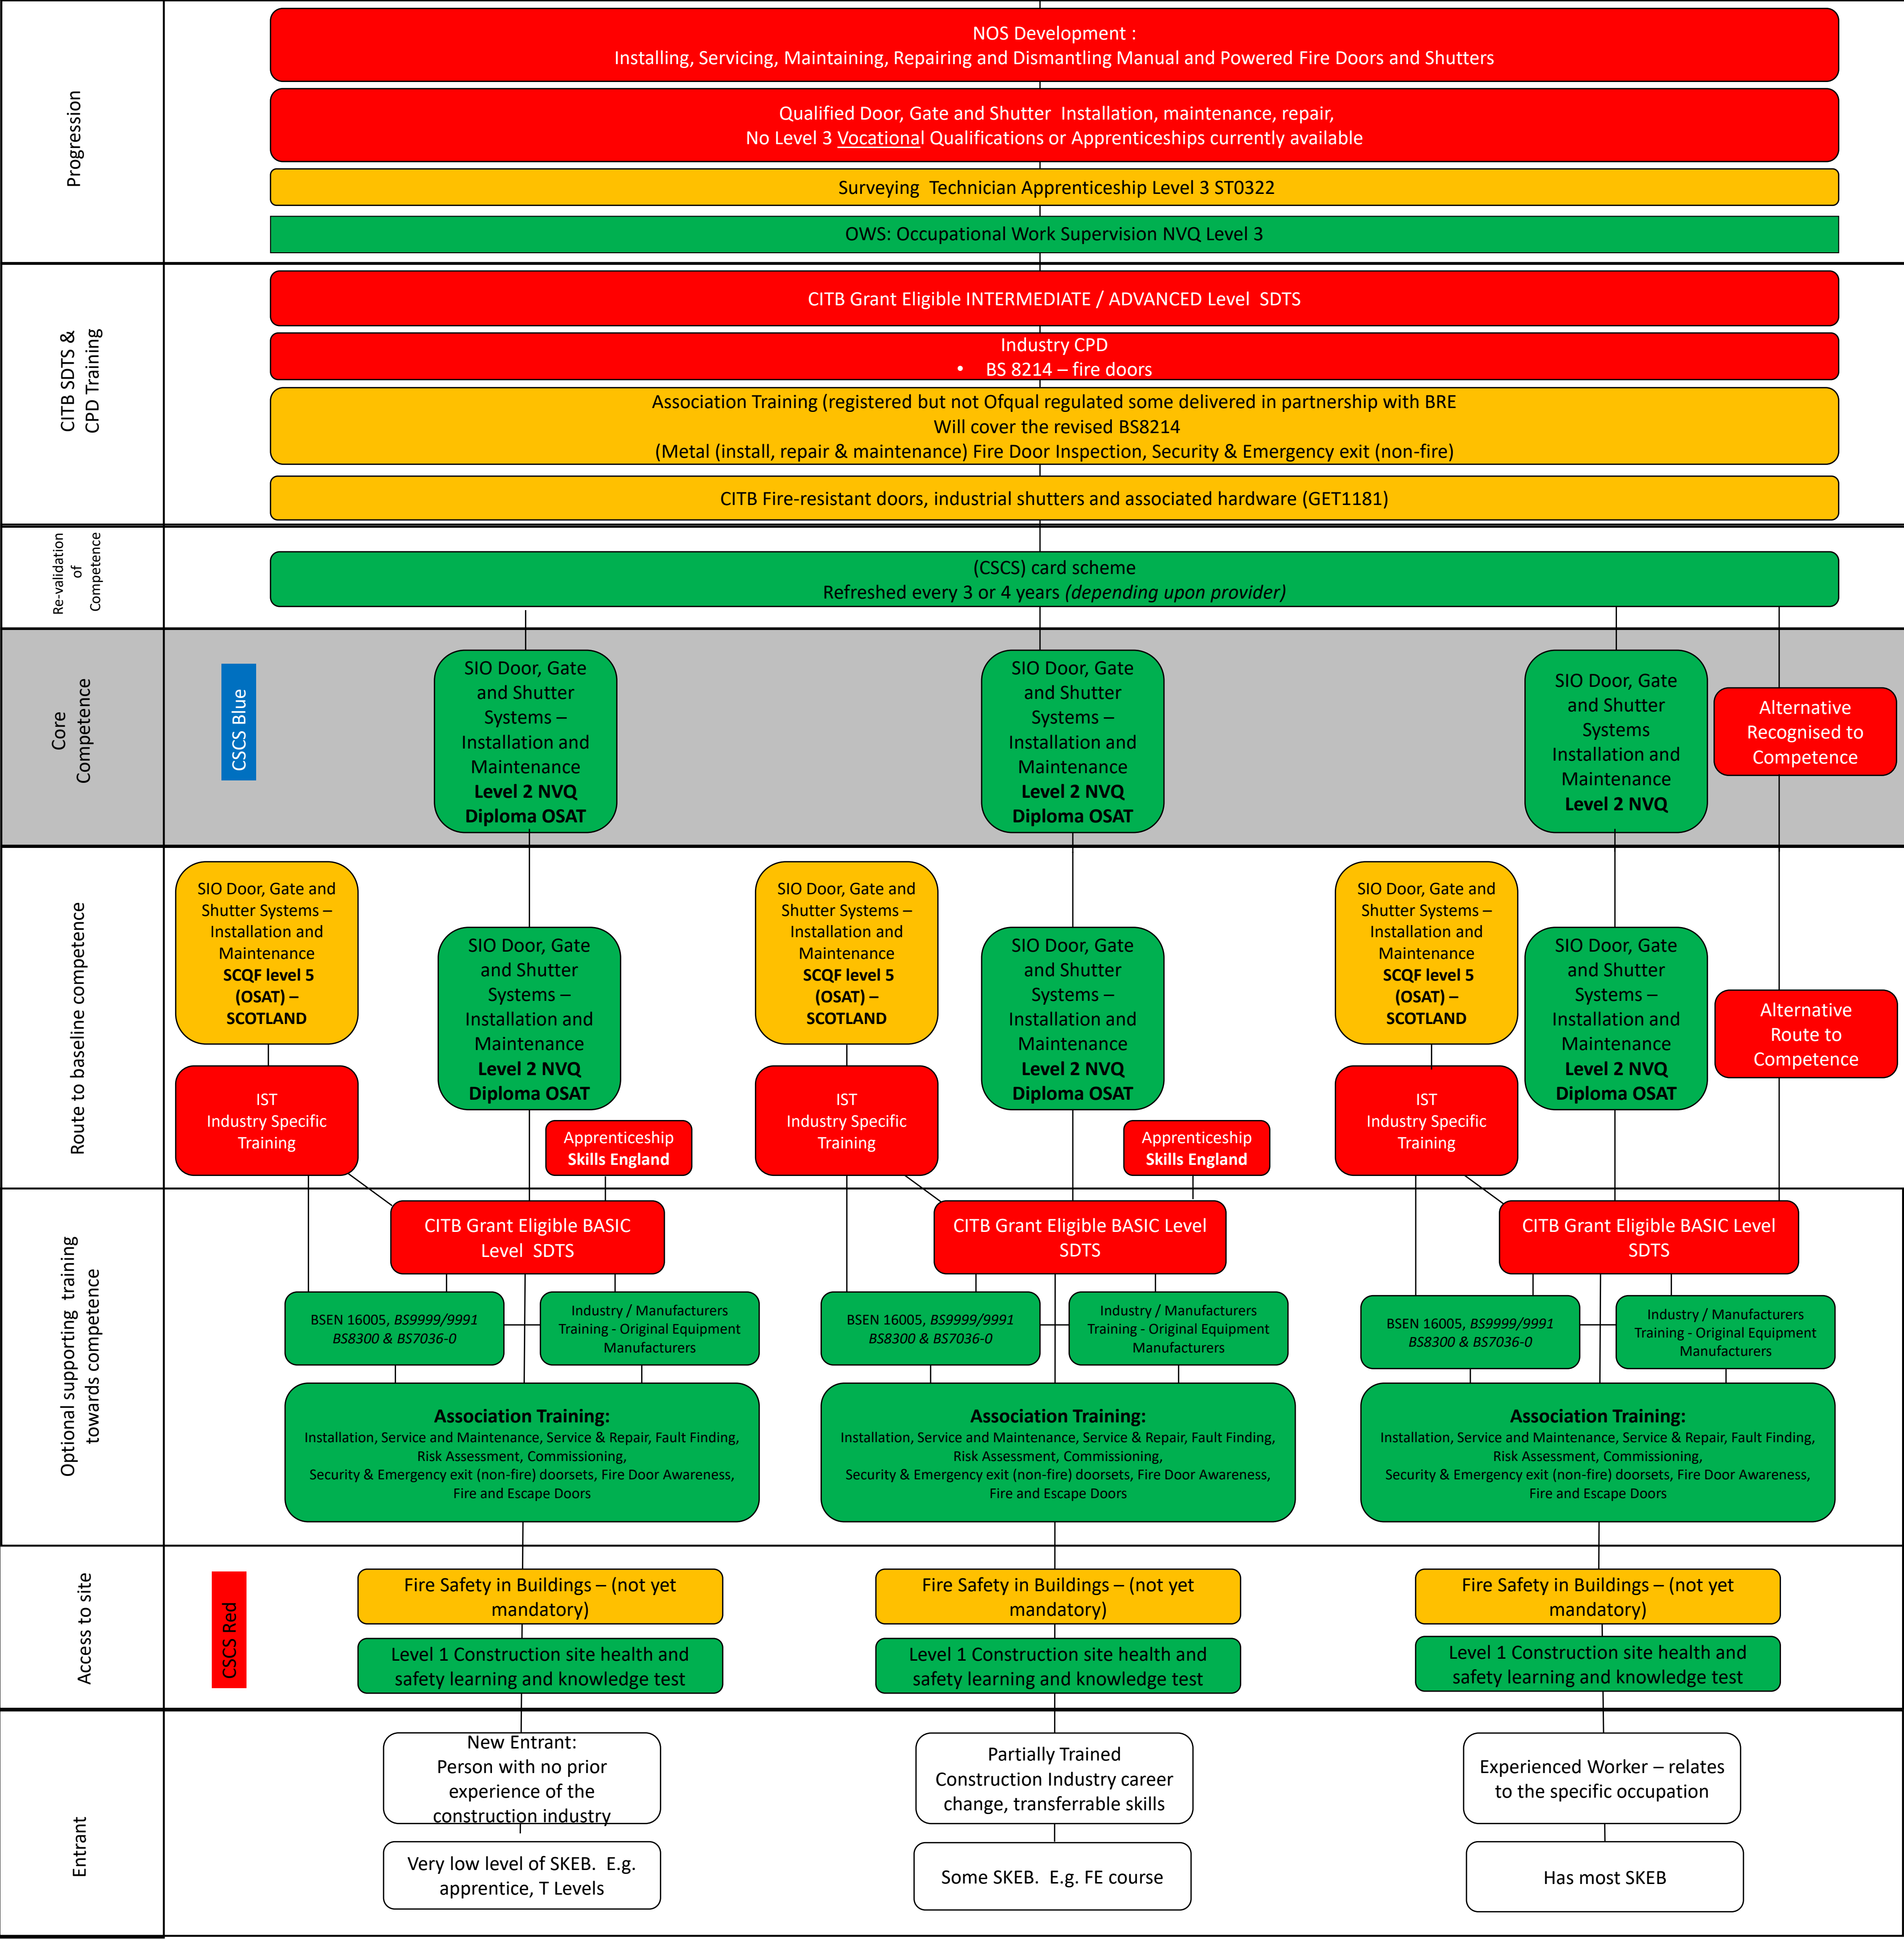 Progression
NOS Development :
Installing, Servicing, Maintaining, Repairing and Dismantling Manual and Powered Fire Doors and Shutters
Qualified Door, Gate and Shutter Installation, maintenance, repair,
No Level 3 Vocational Qualifications or Apprenticeships currently available
Surveying Technician Apprenticeship Level 3 ST0322
OWS: Occupational Work Supervision NVQ Level 3
CITB SDTS &
CPD Training
CITB Grant Eligible INTERMEDIATE / ADVANCED Level SDTS
Industry CPD
• BS 8214 – fire doors
Association Training (registered but not Ofqual regulated some delivered in partnership with BRE
Will cover the revised BS8214
(Metal (install, repair & maintenance) Fire Door Inspection, Security & Emergency exit (non-fire)
CITB Fire-resistant doors, industrial shutters and associated hardware (GET1181)
Re-validation
of
Competence
(CSCS) card scheme
Refreshed every 3 or 4 years (depending upon provider)
Core
Competence
CSCS Blue
SIO Door, Gate
and Shutter
Systems –
Installation and
Maintenance
Level 2 NVQ
Diploma OSAT
SIO Door, Gate
and Shutter
Systems –
Installation and
Maintenance
Level 2 NVQ
Diploma OSAT
SIO Door, Gate
and Shutter
Systems
Installation and
Maintenance
Level 2 NVQ
Alternative
Recognised to
Competence
Route to baseline competence
SIO Door, Gate and
Shutter Systems –
Installation and
Maintenance
SCQF level 5
(OSAT) –
SCOTLAND
IST
Industry Specific
Training
SIO Door, Gate
and Shutter
Systems –
Installation and
Maintenance
Level 2 NVQ
Diploma OSAT
Apprenticeship
Skills England
SIO Door, Gate and
Shutter Systems –
Installation and
Maintenance
SCQF level 5
(OSAT) –
SCOTLAND
IST
Industry Specific
Training
SIO Door, Gate
and Shutter
Systems –
Installation and
Maintenance
Level 2 NVQ
Diploma OSAT
Apprenticeship
Skills England
SIO Door, Gate and
Shutter Systems –
Installation and
Maintenance
SCQF level 5
(OSAT) –
SCOTLAND
IST
Industry Specific
Training
SIO Door, Gate
and Shutter
Systems –
Installation and
Maintenance
Level 2 NVQ
Diploma OSAT
Alternative
Route to
Competence
Optional supporting training
towards competence
CITB Grant Eligible BASIC
Level SDTS
BSEN 16005, BS9999/9991
BS8300 & BS7036-0
Industry / Manufacturers
Training - Original Equipment
Manufacturers
Association Training:
Installation, Service and Maintenance, Service & Repair, Fault Finding,
Risk Assessment, Commissioning,
Security & Emergency exit (non-fire) doorsets, Fire Door Awareness,
Fire and Escape Doors
CITB Grant Eligible BASIC Level
SDTS
BSEN 16005, BS9999/9991
BS8300 & BS7036-0
Industry / Manufacturers
Training - Original Equipment
Manufacturers
Association Training:
Installation, Service and Maintenance, Service & Repair, Fault Finding,
Risk Assessment, Commissioning,
Security & Emergency exit (non-fire) doorsets, Fire Door Awareness,
Fire and Escape Doors
CITB Grant Eligible BASIC Level
SDTS
BSEN 16005, BS9999/9991
BS8300 & BS7036-0
Industry / Manufacturers
Training - Original Equipment
Manufacturers
Association Training:
Installation, Service and Maintenance, Service & Repair, Fault Finding,
Risk Assessment, Commissioning,
Security & Emergency exit (non-fire) doorsets, Fire Door Awareness,
Fire and Escape Doors
Access to site
CSCS Red
Fire Safety in Buildings – (not yet
mandatory)
Level 1 Construction site health and
safety learning and knowledge test
Fire Safety in Buildings – (not yet
mandatory)
Level 1 Construction site health and
safety learning and knowledge test
Fire Safety in Buildings – (not yet
mandatory)
Level 1 Construction site health and
safety learning and knowledge test
Entrant
New Entrant:
Person with no prior
experience of the
construction industry
Very low level of SKEB. E.g.
apprentice, T Levels
Partially Trained
Construction Industry career
change, transferrable skills
Some SKEB. E.g. FE course
Experienced Worker – relates
to the specific occupation
Has most SKEB